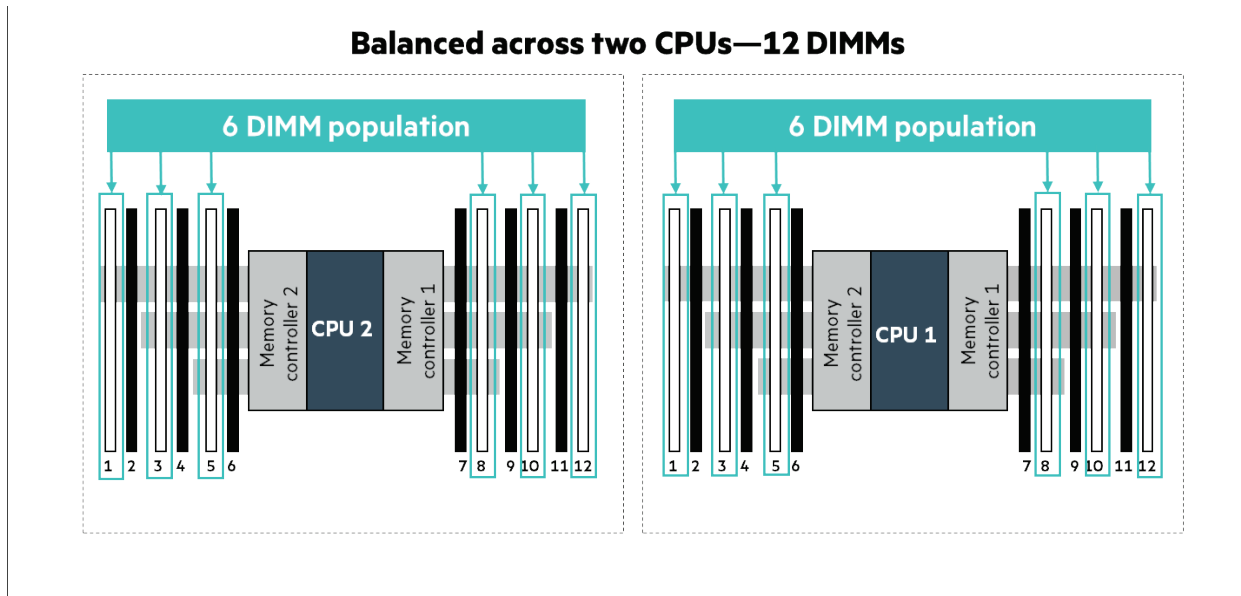 Balanced across two CPUs—12 DIMMs
6 DIMM population
Memory
controller 2
CPU 2
Memory
controller 1
1 2 3 4 5 6 7 8 9 10 11 12
6 DIMM population
Memory
controller 2
CPU 1
Memory
controller 1
1 2 3 4 5 6 7 8 9 10 11 12